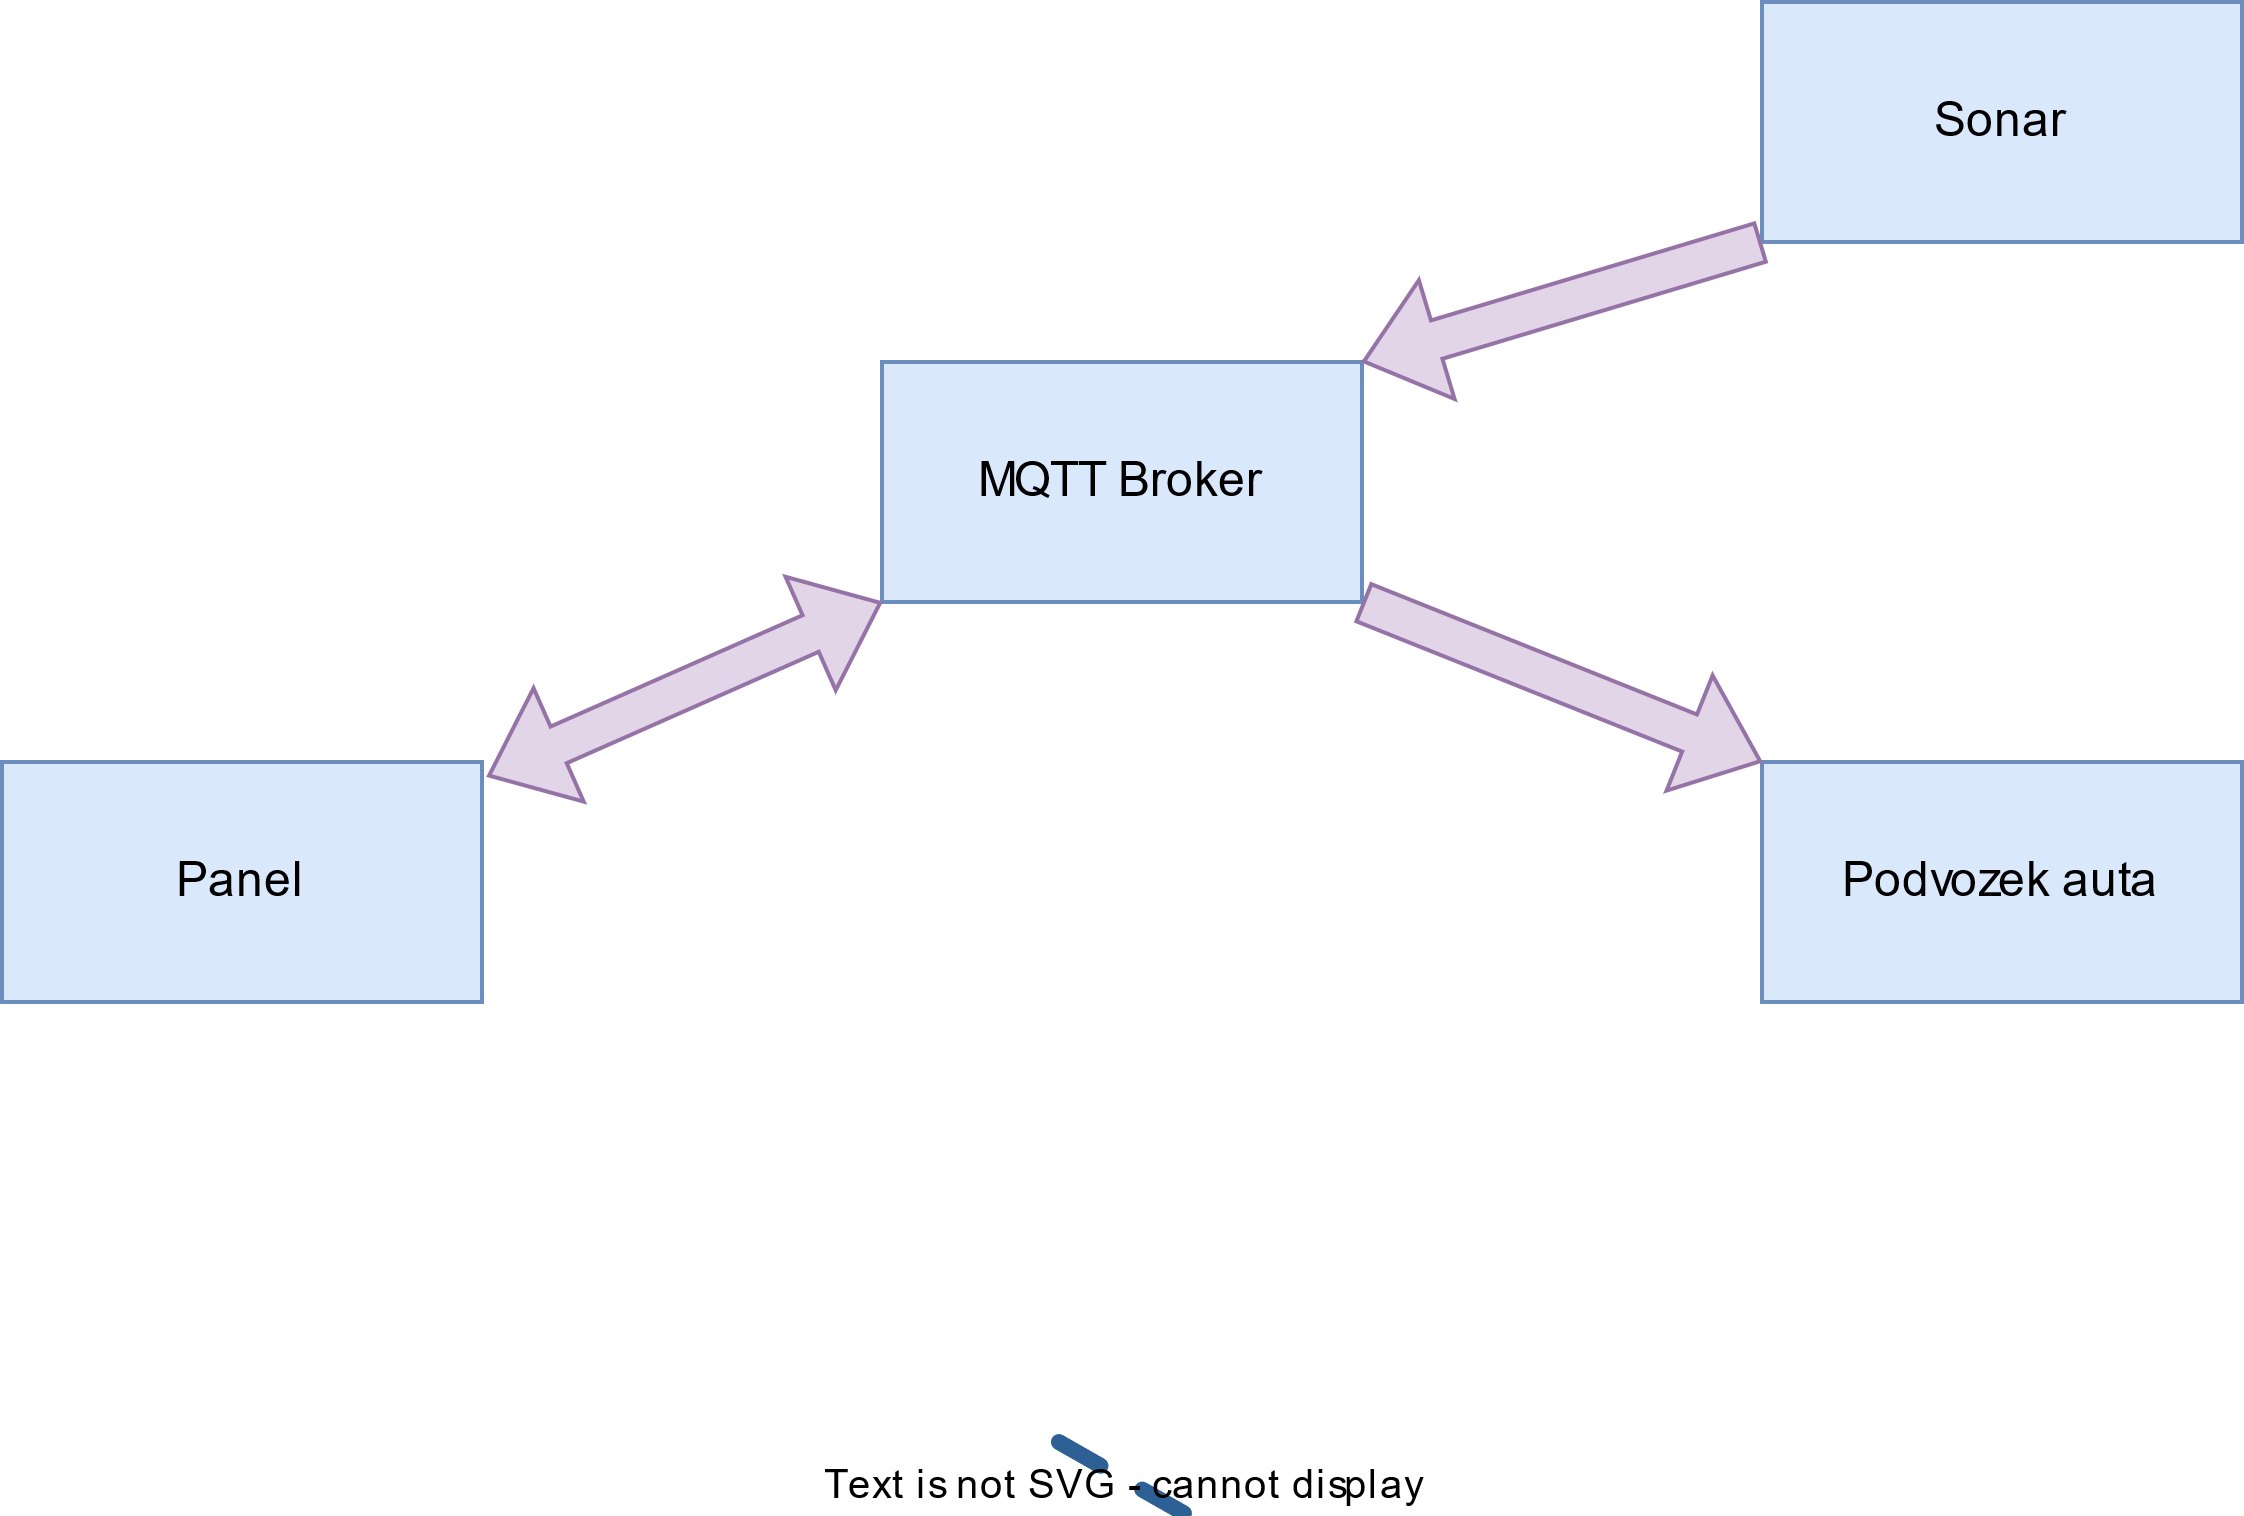 Sonar
MQTT Broker
Panel
Podvozek auta
Text is not SVG - cannot display